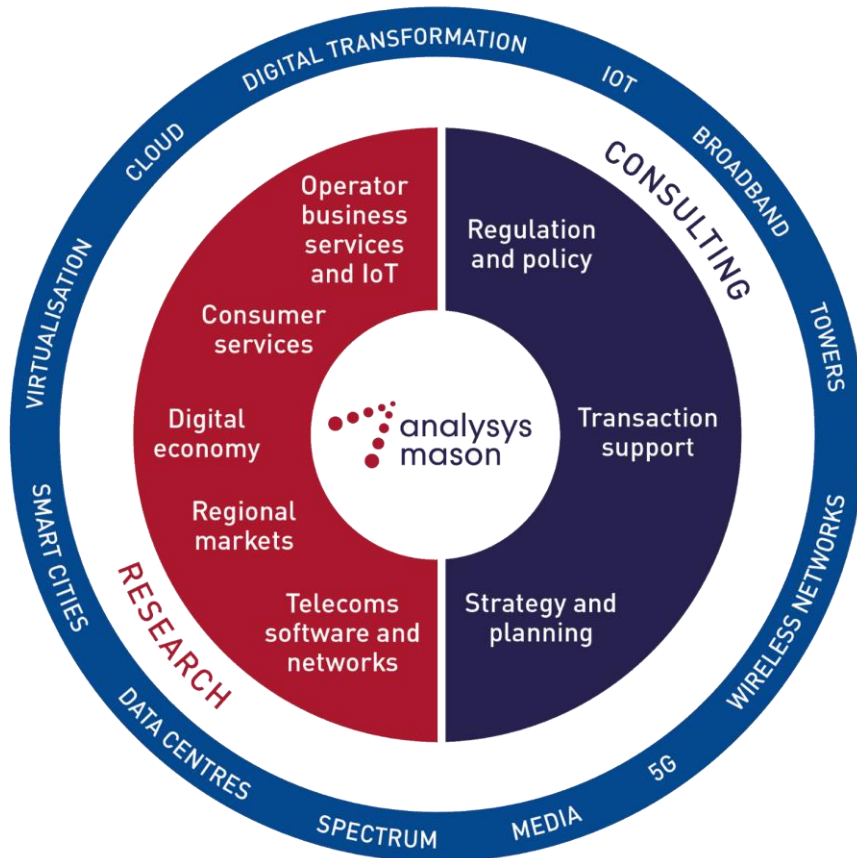 DIGITAL TRANSFORMATION
IOT
BROADBAND
TOWERS
WIRELESS NETWORKS
5G
MEDIA
SPECTRUM
DATA CENTRES
SMART CITIES
VIRTUALISATION
CLOUD
CONSULTING
Regulation
and policy
Transaction
support
Strategy and
planning
RESEARCH
Operator
business
services
and IoT
Consumer
services
Digital
economy
Regional
markets
Telecoms
software and
networks
analysys
mason